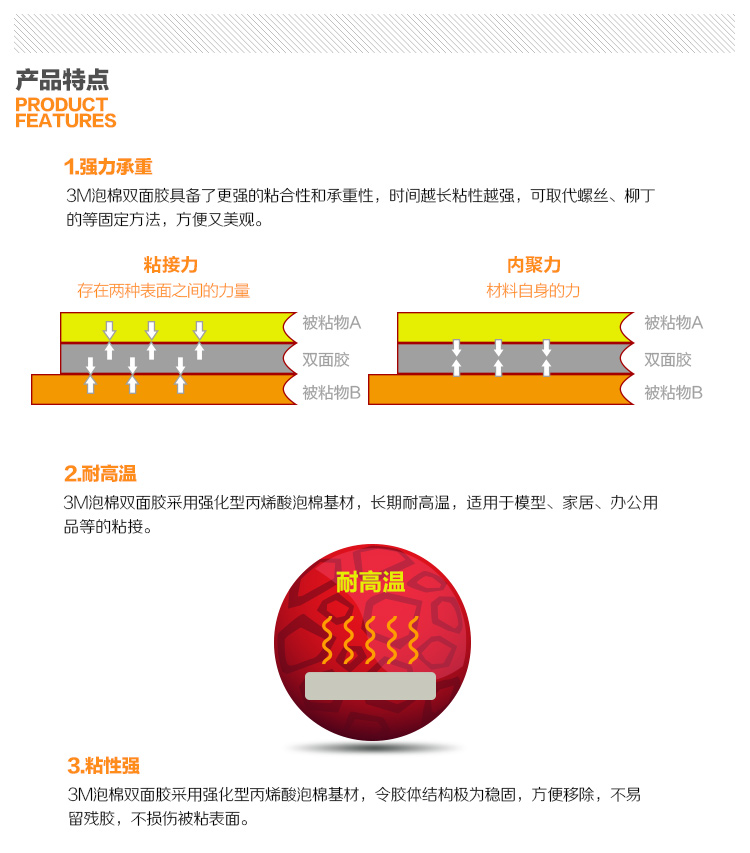 产品特点
PRODUCT
FEATURES
1.强力承重
3M泡棉双面胶具备了更强的粘合性和承重性，时间越长粘性越强，可取代螺丝、柳丁
的等固定方法，方便又美观。
粘接力
内聚力
存在两种表面之间的力量
材料自身的力
被粘物A
双面胶
被粘物B
被粘物A
双面胶
被粘物B
2.耐高温
3M泡棉双面胶采用强化型丙烯酸泡棉基材，长期耐高温，适用于模型、家居、办公用
品等的粘接。
耐高温
3.粘性强
3M泡棉双面胶采用强化型丙烯酸泡棉基材，令胶体结构极为稳固，方便移除，不易
留残胶，不损伤被粘表面。